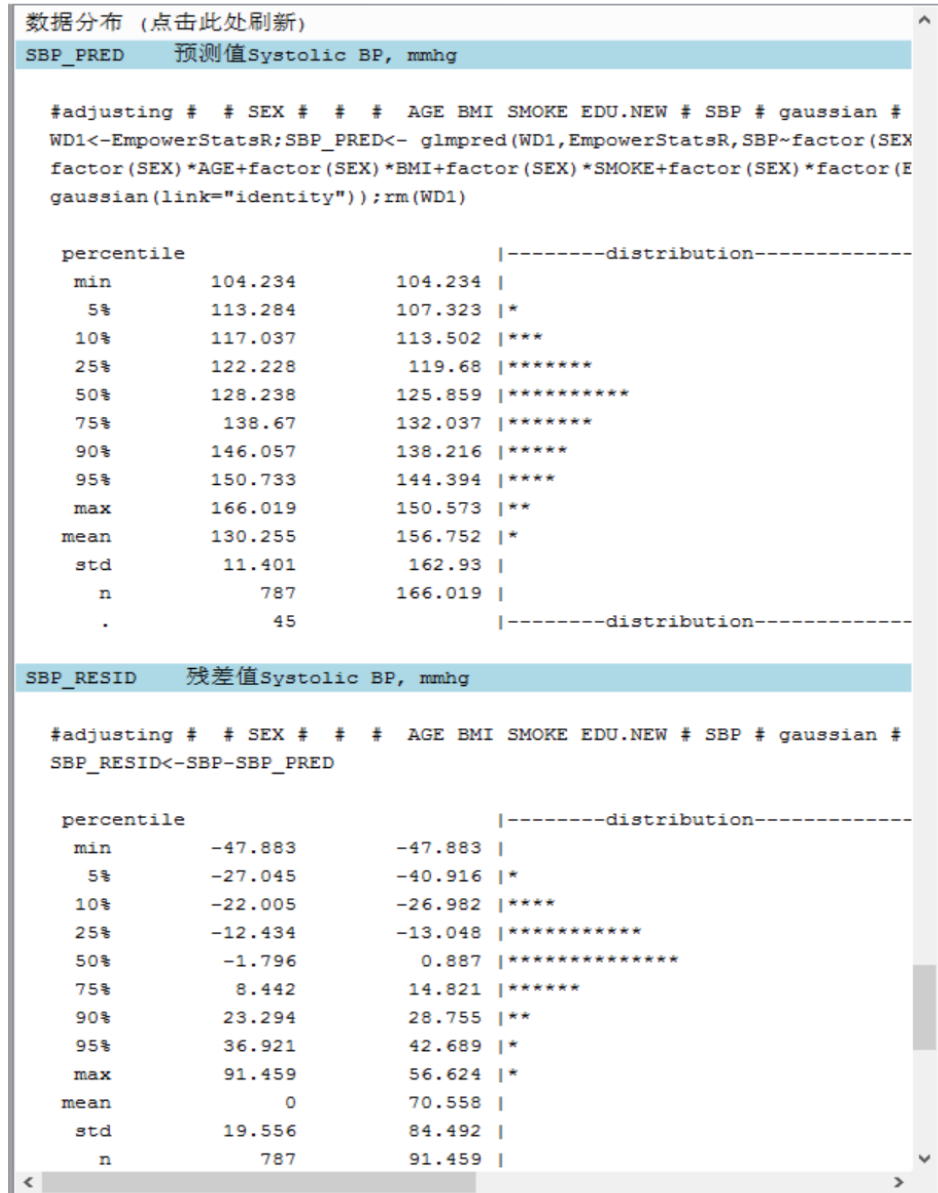 数据分布 (点击此处刷新)
SBP_PRED 预测值Systolic BP, mmhg
#adjusting # # SEX # # # AGE BMI SMOKE EDU.NEW # SBP # gaussian #
WD1<-EmpowerStatsR;SBP_PRED<- glmpred(WD1,EmpowerStatsR,SBP~factor(SEX
factor(SEX)*AGE+factor(SEX)*BMI+factor(SEX)*SMOKE+factor(SEX)*factor(E
gaussian(link="identity"));rm(WD1)
percentile |--------distribution-------------
min 104.234 104.234 |
5% 113.284 107.323 |*
10% 117.037 113.502 |***
25% 122.228 119.68 |*******
50% 128.238 125.859 |**********
75% 138.67 132.037 |*******
90% 146.057 138.216 |*****
95% 150.733 144.394 |****
max 166.019 150.573 |**
mean 130.255 156.752 |*
std 11.401 162.93 |
n 787 166.019 |
. 45 |--------distribution-------------
SBP_RESID 残差值Systolic BP, mmhg
#adjusting # # SEX # # # AGE BMI SMOKE EDU.NEW # SBP # gaussian #
SBP_RESID<-SBP-SBP_PRED
percentile |--------distribution-------------
min -47.883 -47.883 |
5% -27.045 -40.916 |*
10% -22.005 -26.982 |****
25% -12.434 -13.048 |***********
50% -1.796 0.887 |**************
75% 8.442 14.821 |******
90% 23.294 28.755 |**
95% 36.921 42.689 |*
max 91.459 56.624 |*
mean 0 70.558 |
std 19.556 84.492 |
n 787 91.459 |